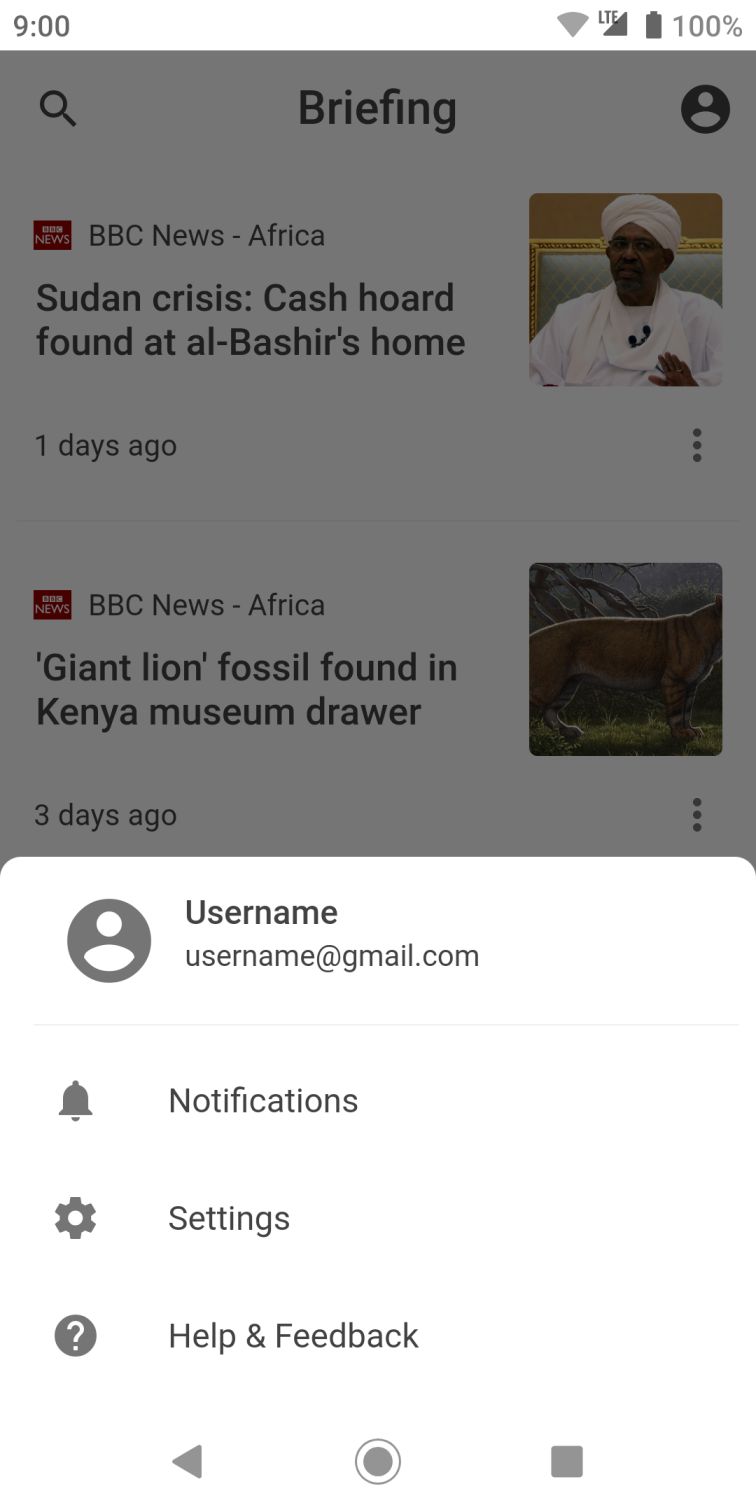 9:00
LTE
100%
Briefing
BBC NEWS
BBC News - Africa
Sudan crisis: Cash hoard
found at al-Bashir's home
1 days ago
BBC NEWS
BBC News - Africa
'Giant lion' fossil found in
Kenya museum drawer
3 days ago
Username
username@gmail.com
Notifications
Settings
Help & Feedback